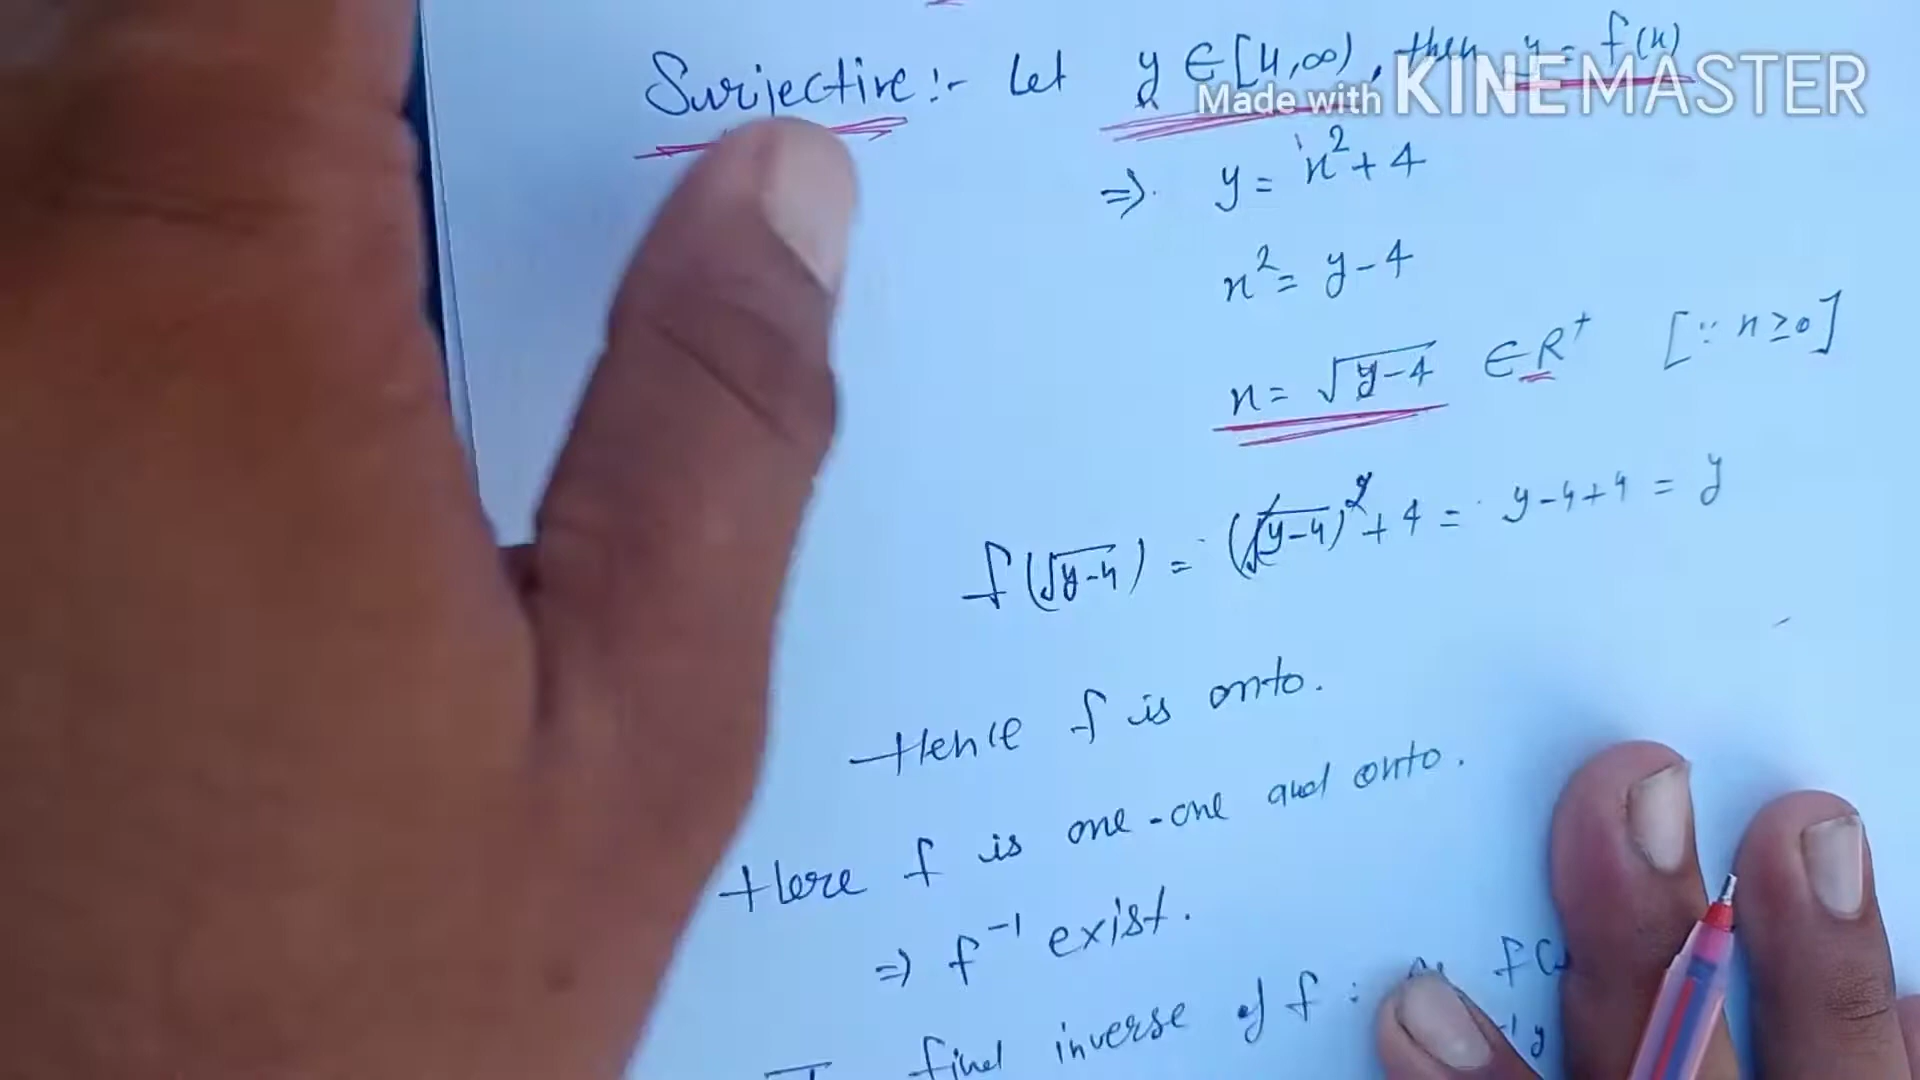 Surjective :- Let y ∈ [4,∞), then y = f(x)
Made with KINEMASTER
⇒ y = x² + 4
x² = y - 4
x = √y-4 ∈ R⁺ [∵ x ≥ 0]
f(√y-4) = (√y-4)² + 4 = y-4+4 = y
Hence f is onto.
Here f is one-one and onto.
⇒ f⁻¹ exist.
find inverse of f :